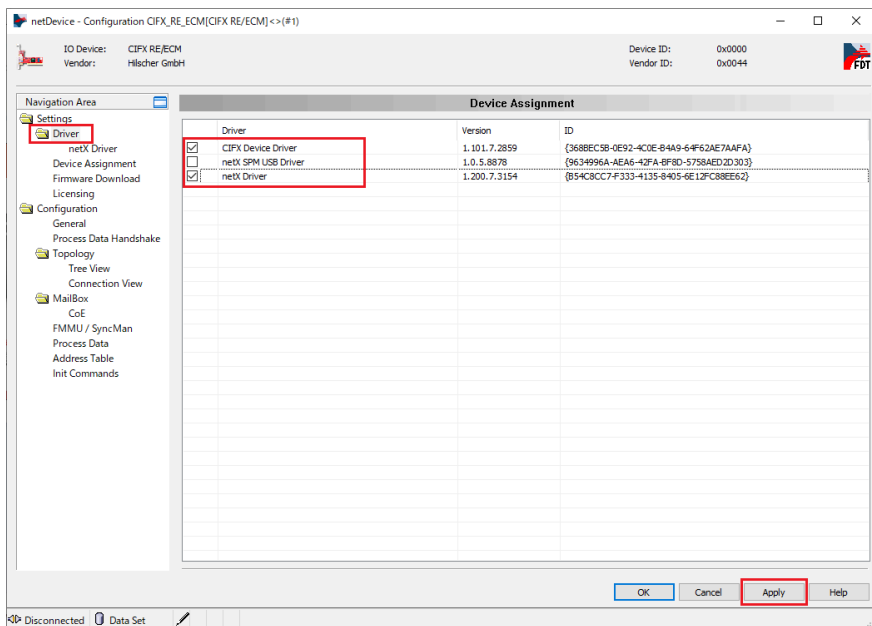 netDevice - Configuration CIFX_RE_ECM[CIFX RE/ECM]<>(#1)
IO Device: CIFX RE/ECM Device ID: 0x0000
Vendor: Hilscher GmbH Vendor ID: 0x0044
FDT
Navigation Area
Device Assignment
Settings
Driver
netX Driver
Device Assignment
Firmware Download
Licensing
Configuration
General
Process Data Handshake
Topology
Tree View
Connection View
MailBox
CoE
FMMU / SyncMan
Process Data
Address Table
Init Commands
Driver Version ID
CIFX Device Driver 1.101.7.2859 {368BEC5B-0E92-4C0E-B4A9-64F62AE7AAFA}
netX SPM USB Driver 1.0.5.8878 {9634996A-AEA6-42FA-BF8D-5758AED2D303}
netX Driver 1.200.7.3154 {B54C8CC7-F333-4135-8405-6E12FC88EE62}
OK Cancel Apply Help
Disconnected Data Set